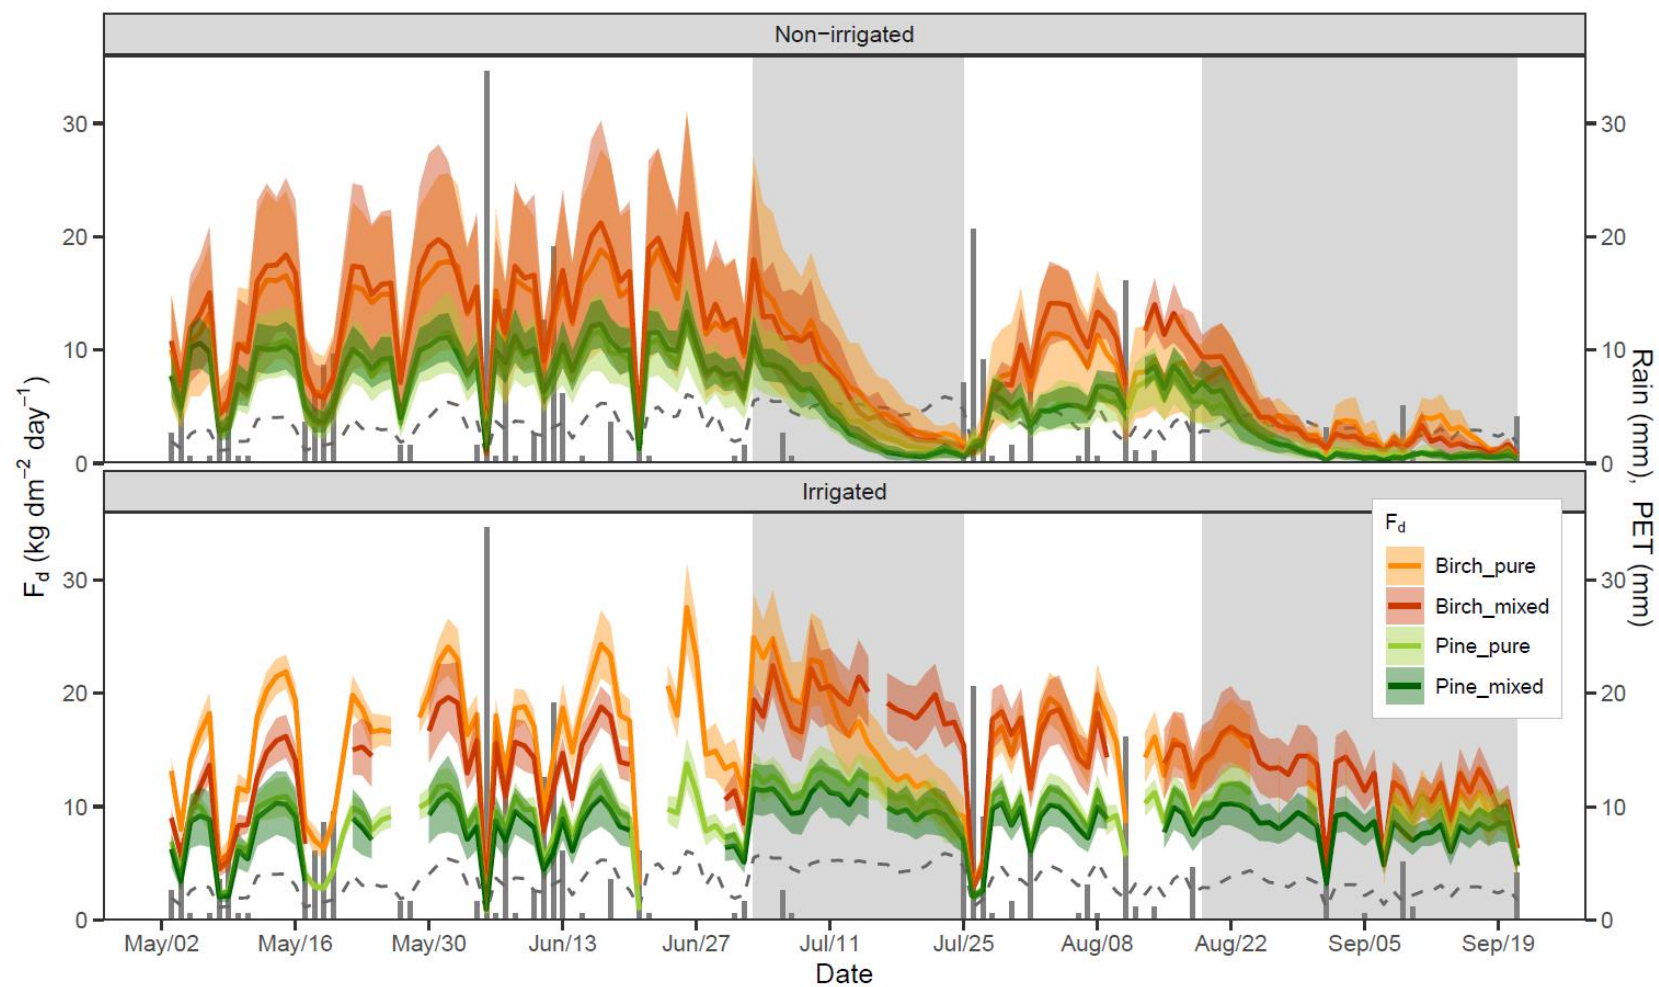 Non−irrigated
30
20
10
0
30
20
10
0
Irrigated
30
20
10
0
30
20
10
0
F_d (kg dm⁻² day⁻¹)
Rain (mm), PET (mm)
F_d
Birch_pure
Birch_mixed
Pine_pure
Pine_mixed
May/02 May/16 May/30 Jun/13 Jun/27 Jul/11 Jul/25 Aug/08 Aug/22 Sep/05 Sep/19
Date